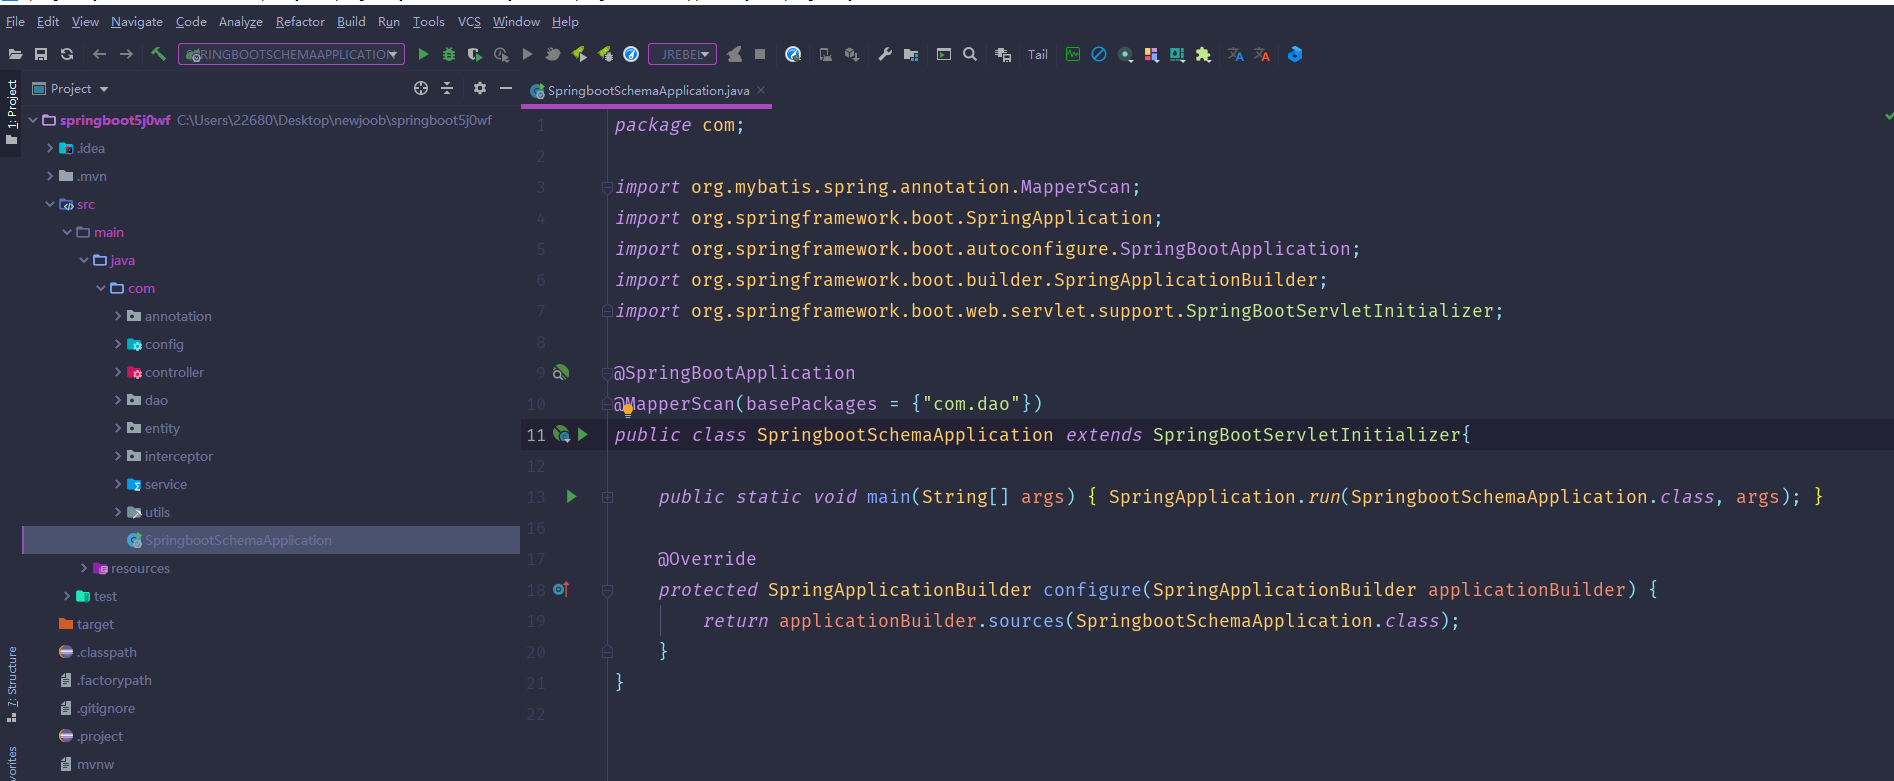 File Edit View Navigate Code Analyze Refactor Build Run Tools VCS Window Help
RINGBOOTSCHEMAAPPLICATION JREBEL Tail
1: Project
Project
SpringbootSchemaApplication.java
springboot5j0wf C:\Users\22680\Desktop\newjoob\springboot5j0wf
.idea
.mvn
src
main
java
com
annotation
config
controller
dao
entity
interceptor
service
utils
SpringbootSchemaApplication
resources
test
target
.classpath
.factorypath
.gitignore
.project
mvnw
7: Structure
1 package com;
2
3 import org.mybatis.spring.annotation.MapperScan;
4 import org.springframework.boot.SpringApplication;
5 import org.springframework.boot.autoconfigure.SpringBootApplication;
6 import org.springframework.boot.builder.SpringApplicationBuilder;
7 import org.springframework.boot.web.servlet.support.SpringBootServletInitializer;
8
9 @SpringBootApplication
10 @MapperScan(basePackages = {"com.dao"})
11 public class SpringbootSchemaApplication extends SpringBootServletInitializer{
12
13 public static void main(String[] args) { SpringApplication.run(SpringbootSchemaApplication.class, args); }
16
17 @Override
18 protected SpringApplicationBuilder configure(SpringApplicationBuilder applicationBuilder) {
19 return applicationBuilder.sources(SpringbootSchemaApplication.class);
20 }
21 }
22